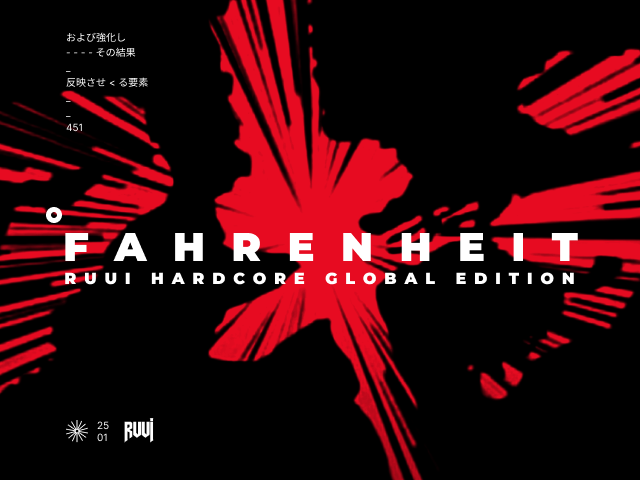 および強化し
- - - - その結果
_
反映させ < る要素
_
_
451
FAHRENHEIT
RUUI HARDCORE GLOBAL EDITION
25
01
RUUI